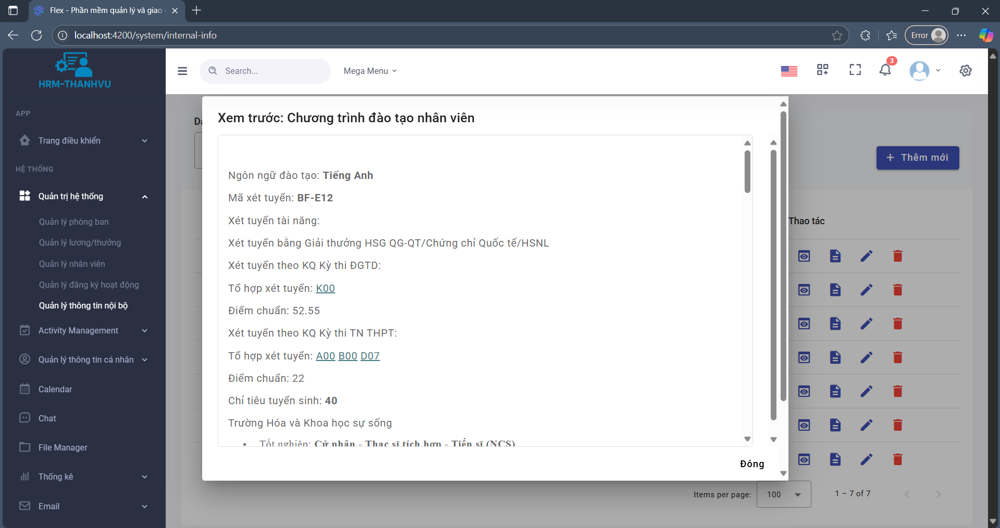 Flex - Phần mềm quản lý và giao
localhost:4200/system/internal-info
Error
HRM-THANHVU
APP
Trang điều khiển
HỆ THỐNG
Quản trị hệ thống
Quản lý phòng ban
Quản lý lương/thưởng
Quản lý nhân viên
Quản lý đăng ký hoạt động
Quản lý thông tin nội bộ
Activity Management
Quản lý thông tin cá nhân
Calendar
Chat
File Manager
Thống kê
Email
Search...
Mega Menu
3
Xem trước: Chương trình đào tạo nhân viên
Ngôn ngữ đào tạo: Tiếng Anh
Mã xét tuyển: BF-E12
Xét tuyển tài năng:
Xét tuyển bằng Giải thưởng HSG QG-QT/Chứng chỉ Quốc tế/HSNL
Xét tuyển theo KQ Kỳ thi ĐGTD:
Tổ hợp xét tuyển: K00
Điểm chuẩn: 52.55
Xét tuyển theo KQ Kỳ thi TN THPT:
Tổ hợp xét tuyển: A00 B00 D07
Điểm chuẩn: 22
Chỉ tiêu tuyển sinh: 40
Trường Hóa và Khoa học sự sống
• Tốt nghiệp: Cử nhân - Thạc sĩ tích hợp - Tiến sĩ (NCS)
Đóng
+ Thêm mới
Thao tác
Items per page: 100
1 – 7 of 7